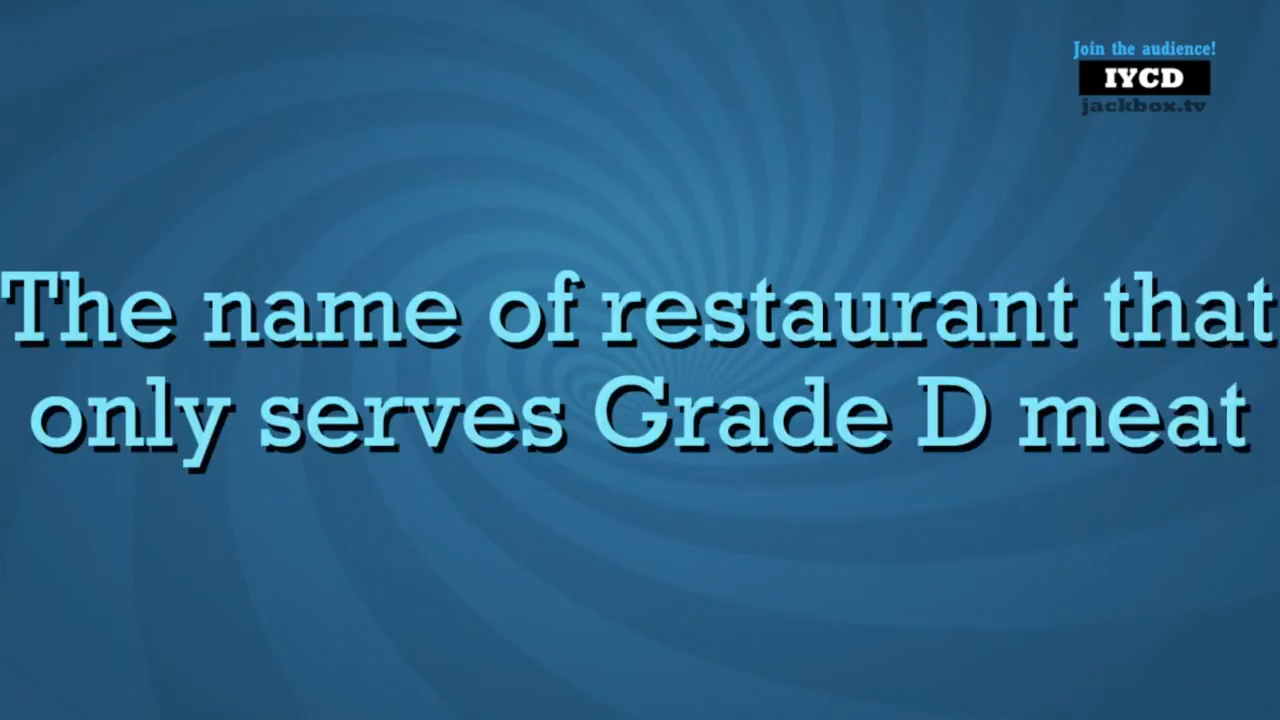 Join the audience!
IYCD
jackbox.tv
The name of restaurant that
only serves Grade D meat